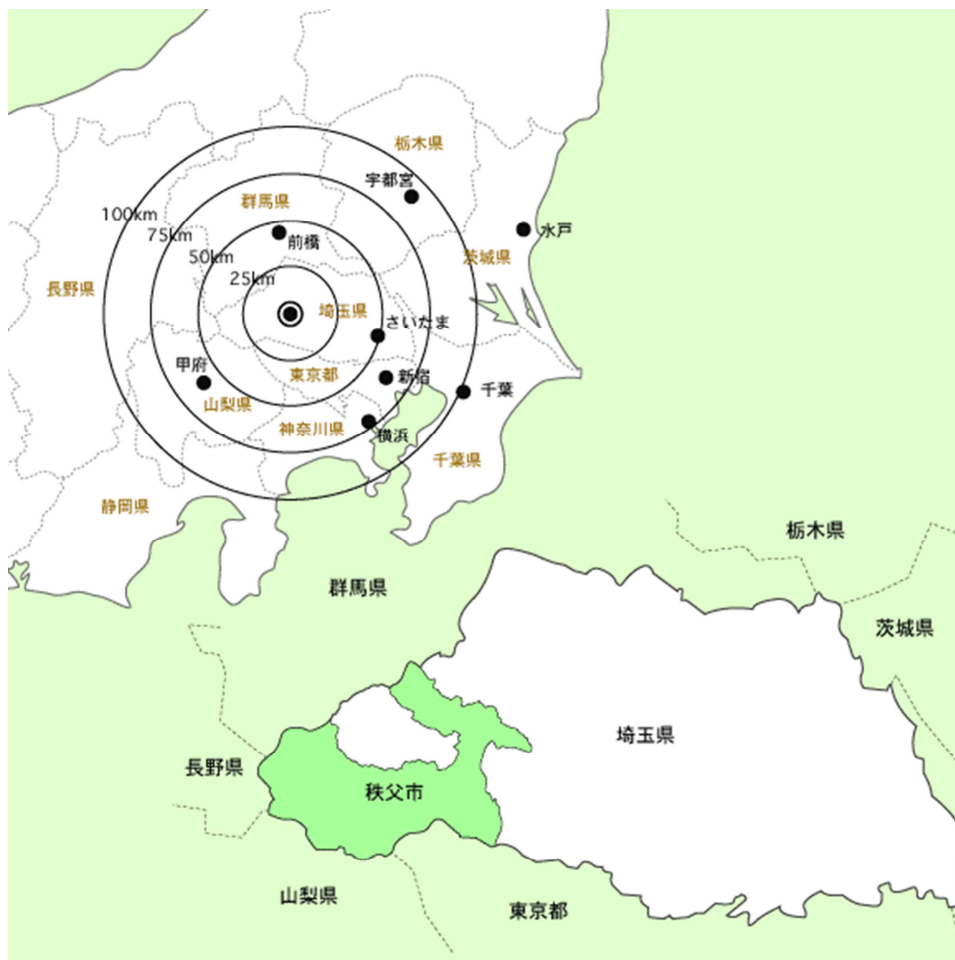 栃木県
宇都宮
群馬県
100km
水戸
75km
前橋
50km
茨城県
25km
長野県
埼玉県
さいたま
甲府
東京都
新宿
千葉
山梨県
神奈川県
横浜
千葉県
静岡県
栃木県
群馬県
茨城県
埼玉県
長野県
秩父市
山梨県
東京都